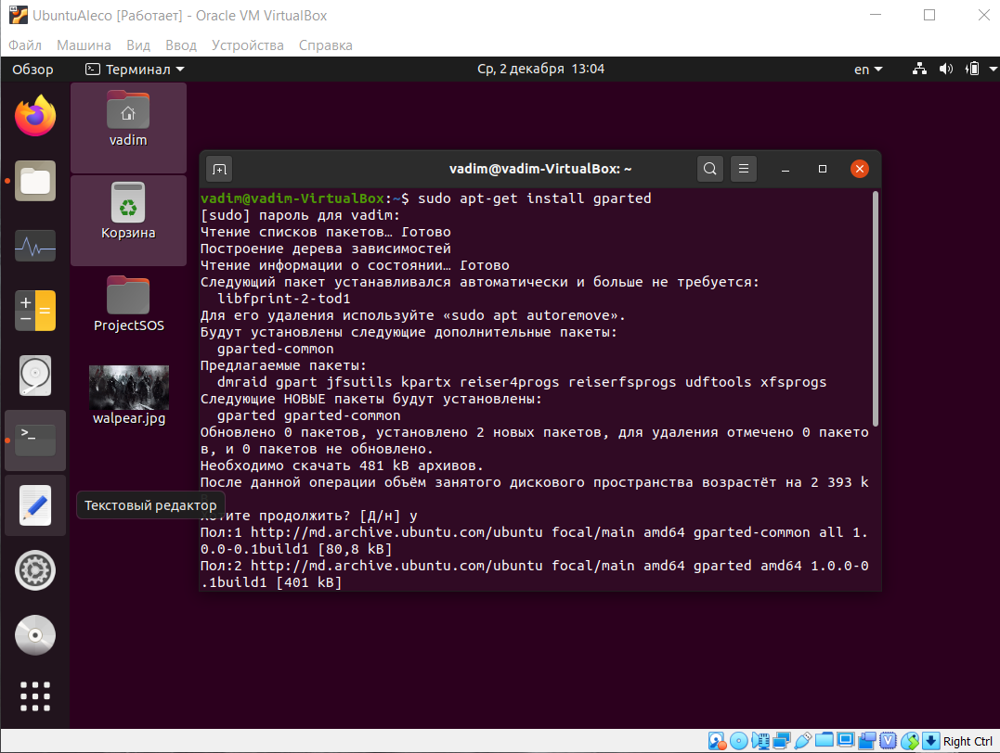 UbuntuAleco [Работает] - Oracle VM VirtualBox
Файл Машина Вид Ввод Устройства Справка
Обзор Терминал Ср, 2 декабря 13:04 en
vadim
Корзина
ProjectSOS
walpear.jpg
Текстовый редактор
vadim@vadim-VirtualBox: ~
vadim@vadim-VirtualBox:~$ sudo apt-get install gparted
[sudo] пароль для vadim:
Чтение списков пакетов… Готово
Построение дерева зависимостей
Чтение информации о состоянии… Готово
Следующий пакет устанавливался автоматически и больше не требуется:
libfprint-2-tod1
Для его удаления используйте «sudo apt autoremove».
Будут установлены следующие дополнительные пакеты:
gparted-common
Предлагаемые пакеты:
dmraid gpart jfsutils kpartx reiser4progs reiserfsprogs udftools xfsprogs
Следующие НОВЫЕ пакеты будут установлены:
gparted gparted-common
Обновлено 0 пакетов, установлено 2 новых пакетов, для удаления отмечено 0 пакето
в, и 0 пакетов не обновлено.
Необходимо скачать 481 kB архивов.
После данной операции объём занятого дискового пространства возрастёт на 2 393 k
Хотите продолжить? [Д/н] y
Пол:1 http://md.archive.ubuntu.com/ubuntu focal/main amd64 gparted-common all 1.
0.0-0.1build1 [80,8 kB]
Пол:2 http://md.archive.ubuntu.com/ubuntu focal/main amd64 gparted amd64 1.0.0-0
.1build1 [401 kB]
Right Ctrl